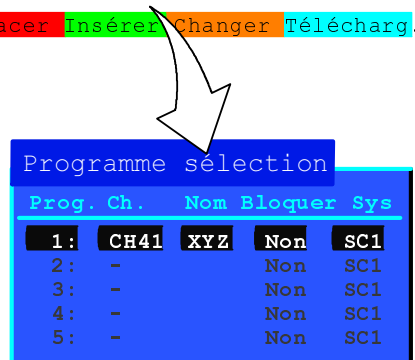 Insérer Changer Télécharg.
Programme sélection
Prog. Ch. Nom Bloquer Sys
1: CH41 XYZ Non SC1
2: - Non SC1
3: - Non SC1
4: - Non SC1
5: - Non SC1